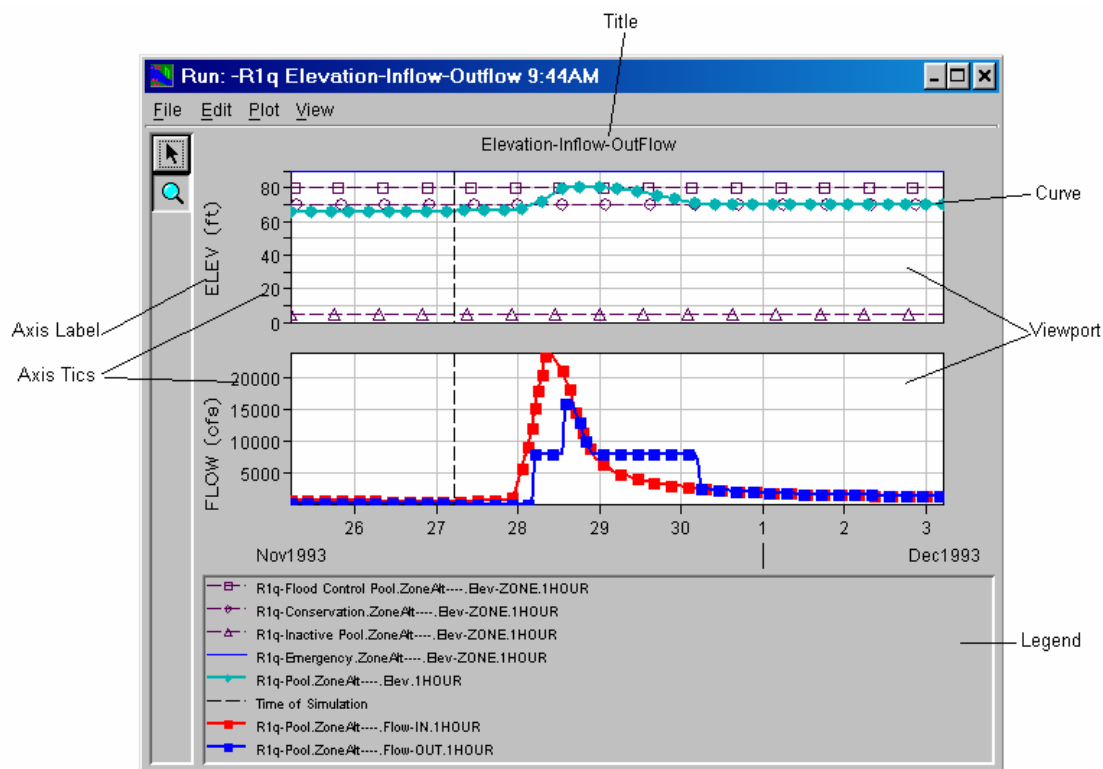 Title
Run: -R1q Elevation-Inflow-Outflow 9:44AM
File Edit Plot View
Elevation-Inflow-OutFlow
80
60
40
20
0
ELEV (ft)
Curve
Axis Label
Axis Tics
Viewport
20000
15000
10000
5000
FLOW (cfs)
26 27 28 29 30 1 2 3
Nov1993 Dec1993
R1q-Flood Control Pool.ZoneAlt----.Elev-ZONE.1HOUR
R1q-Conservation.ZoneAlt----.Elev-ZONE.1HOUR
R1q-Inactive Pool.ZoneAlt----.Elev-ZONE.1HOUR
R1q-Emergency.ZoneAlt----.Elev-ZONE.1HOUR
R1q-Pool.ZoneAlt----.Elev.1HOUR
Time of Simulation
R1q-Pool.ZoneAlt----.Flow-IN.1HOUR
R1q-Pool.ZoneAlt----.Flow-OUT.1HOUR
Legend